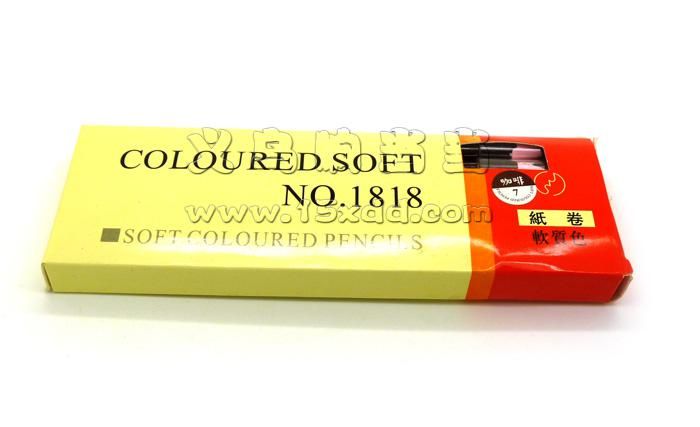 COLOURED SOFT
NO.1818
www.15xdd.com
SOFT COLOURED PENCILS
咖啡
7
紙卷
軟質色